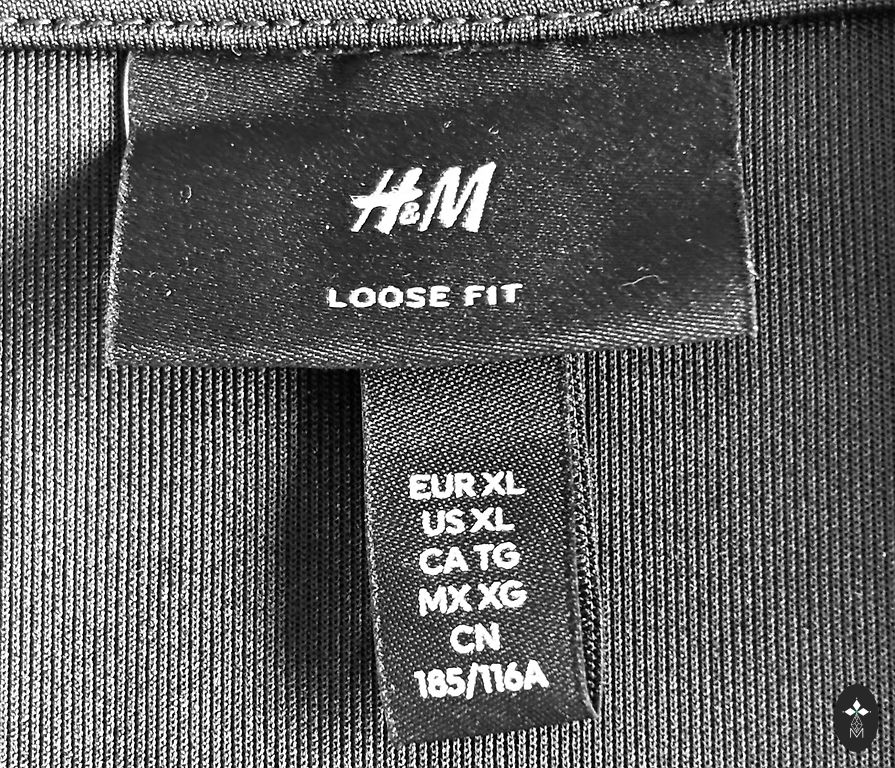 H&M
LOOSE FIT
EUR XL
US XL
CA TG
MX XG
CN
185/116A
M